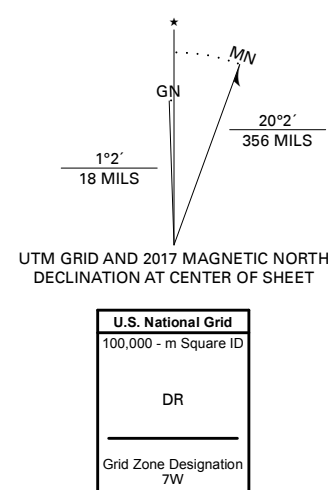 ★
MN
GN
20°2´
356 MILS
1°2´
18 MILS
UTM GRID AND 2017 MAGNETIC NORTH
DECLINATION AT CENTER OF SHEET
U.S. National Grid
100,000 - m Square ID
DR
Grid Zone Designation
7W